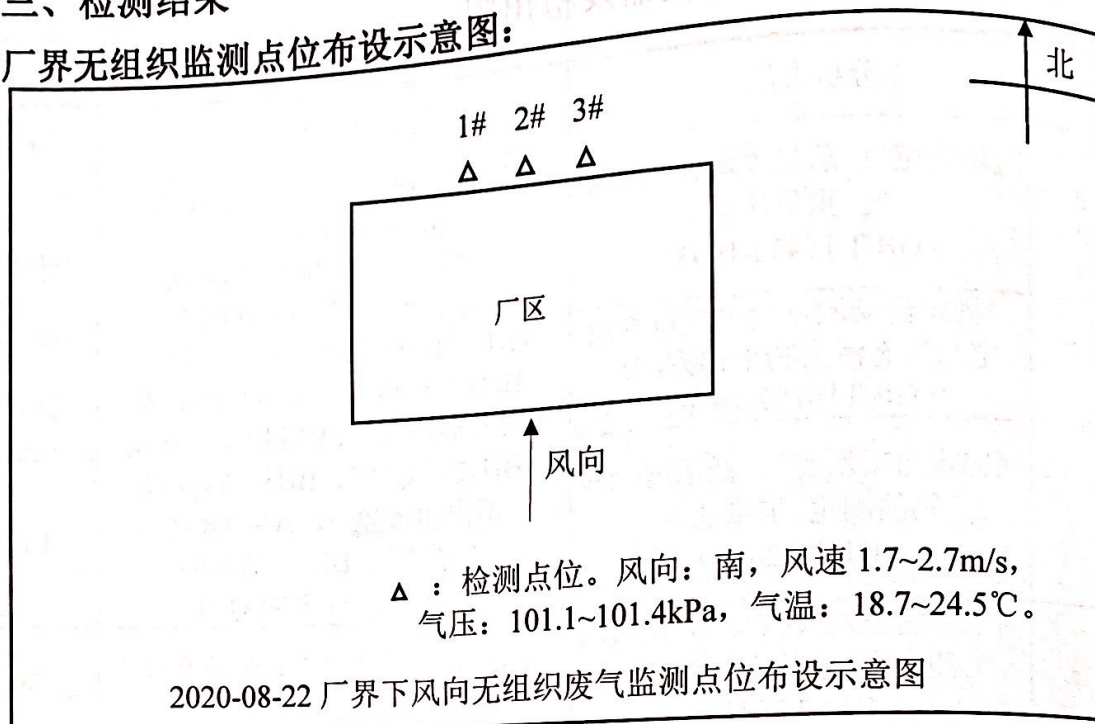 三、检测结果
厂界无组织监测点位布设示意图：
北
1# 2# 3#
厂区
风向
Δ ：检测点位。风向：南，风速 1.7~2.7m/s，
气压：101.1~101.4kPa，气温：18.7~24.5℃。
2020-08-22 厂界下风向无组织废气监测点位布设示意图